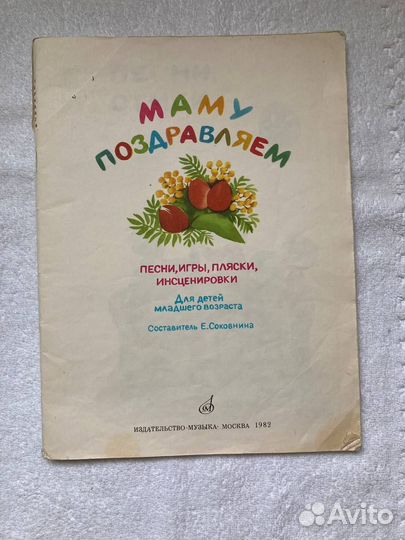 МАМУ
ПОЗДРАВЛЯЕМ
ПЕСНИ, ИГРЫ, ПЛЯСКИ,
ИНСЦЕНИРОВКИ
Для детей
младшего возраста
Составитель Е. Соковнина
ИЗДАТЕЛЬСТВО · МУЗЫКА · МОСКВА 1982
Avito